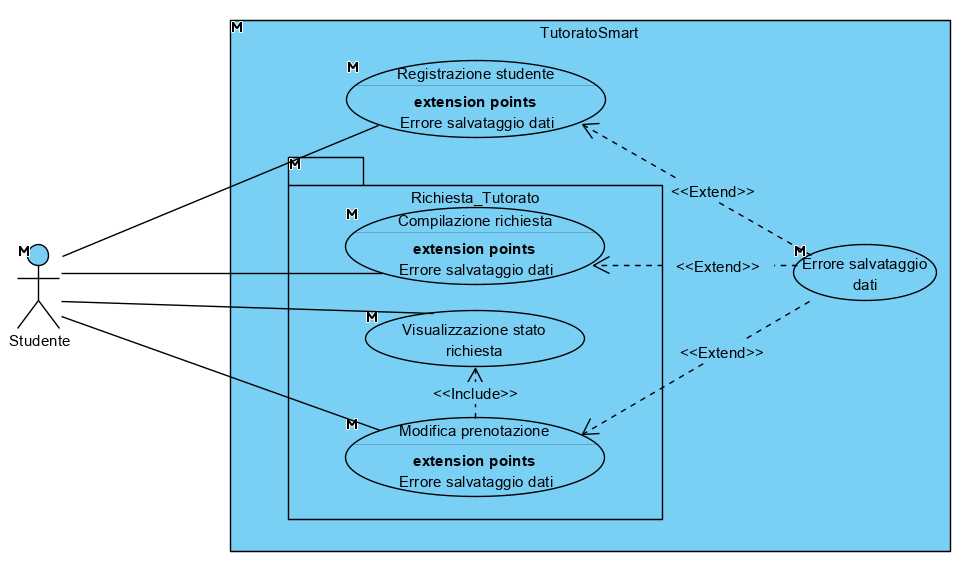 TutoratoSmart
Registrazione studente
extension points
Errore salvataggio dati
<<Extend>>
Richiesta_Tutorato
Compilazione richiesta
extension points
Errore salvataggio dati
<<Extend>>
Errore salvataggio
dati
Studente
Visualizzazione stato
richiesta
<<Extend>>
<<Include>>
Modifica prenotazione
extension points
Errore salvataggio dati
M
M
M
M
M
M
M
M